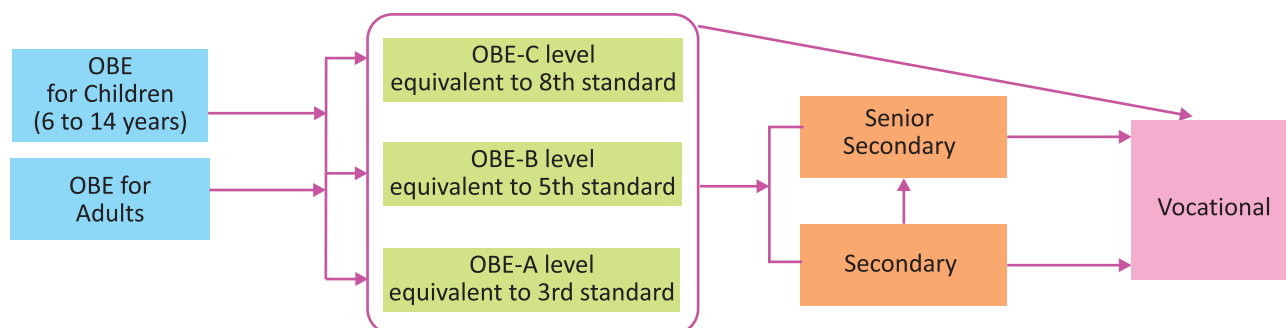 OBE
for Children
(6 to 14 years)
OBE for
Adults
OBE-C level
equivalent to 8th standard
OBE-B level
equivalent to 5th standard
OBE-A level
equivalent to 3rd standard
Senior
Secondary
Secondary
Vocational